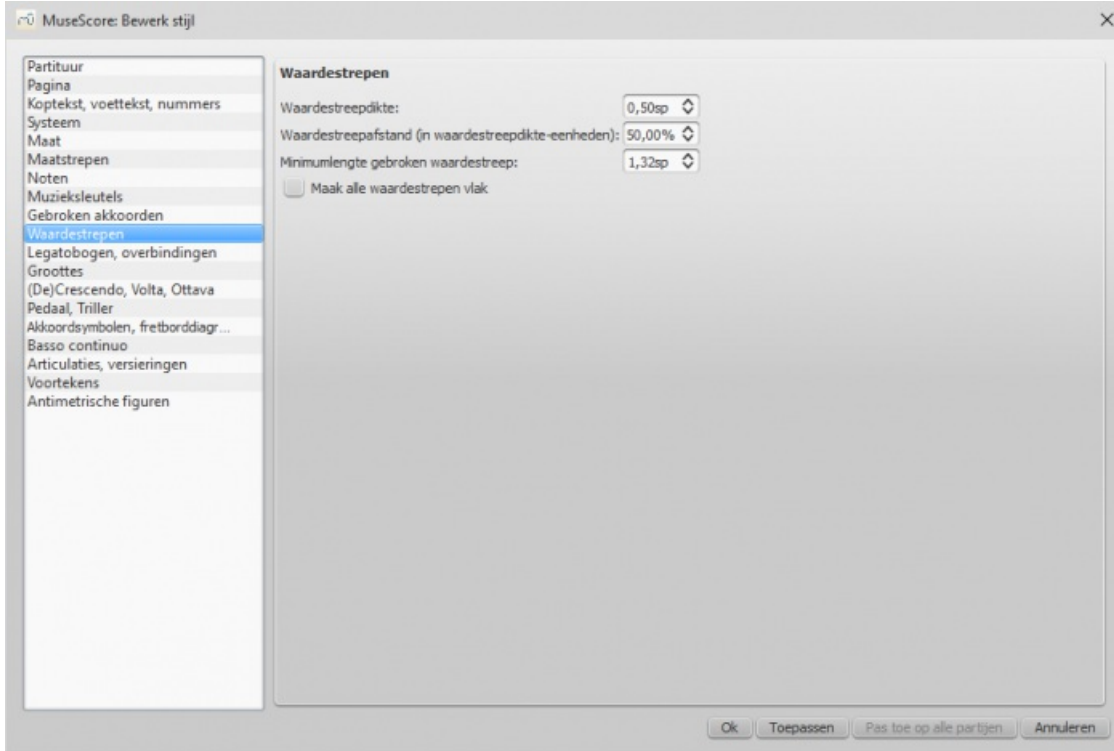 MuseScore: Bewerk stijl
Partituur
Pagina
Koptekst, voettekst, nummers
Systeem
Maat
Maatstrepen
Noten
Muzieksleutels
Gebroken akkoorden
Waardestrepen
Legatobogen, overbindingen
Groottes
(De)Crescendo, Volta, Ottava
Pedaal, Triller
Akkoordsymbolen, fretborddiagr...
Basso continuo
Articulaties, versieringen
Voortekens
Antimetrische figuren
Waardestrepen
Waardestreepdikte: 0,50sp
Waardestreepafstand (in waardestreepdikte-eenheden): 50,00%
Minimumlengte gebroken waardestreep: 1,32sp
Maak alle waardestrepen vlak
Ok Toepassen Pas toe op alle partijen Annuleren